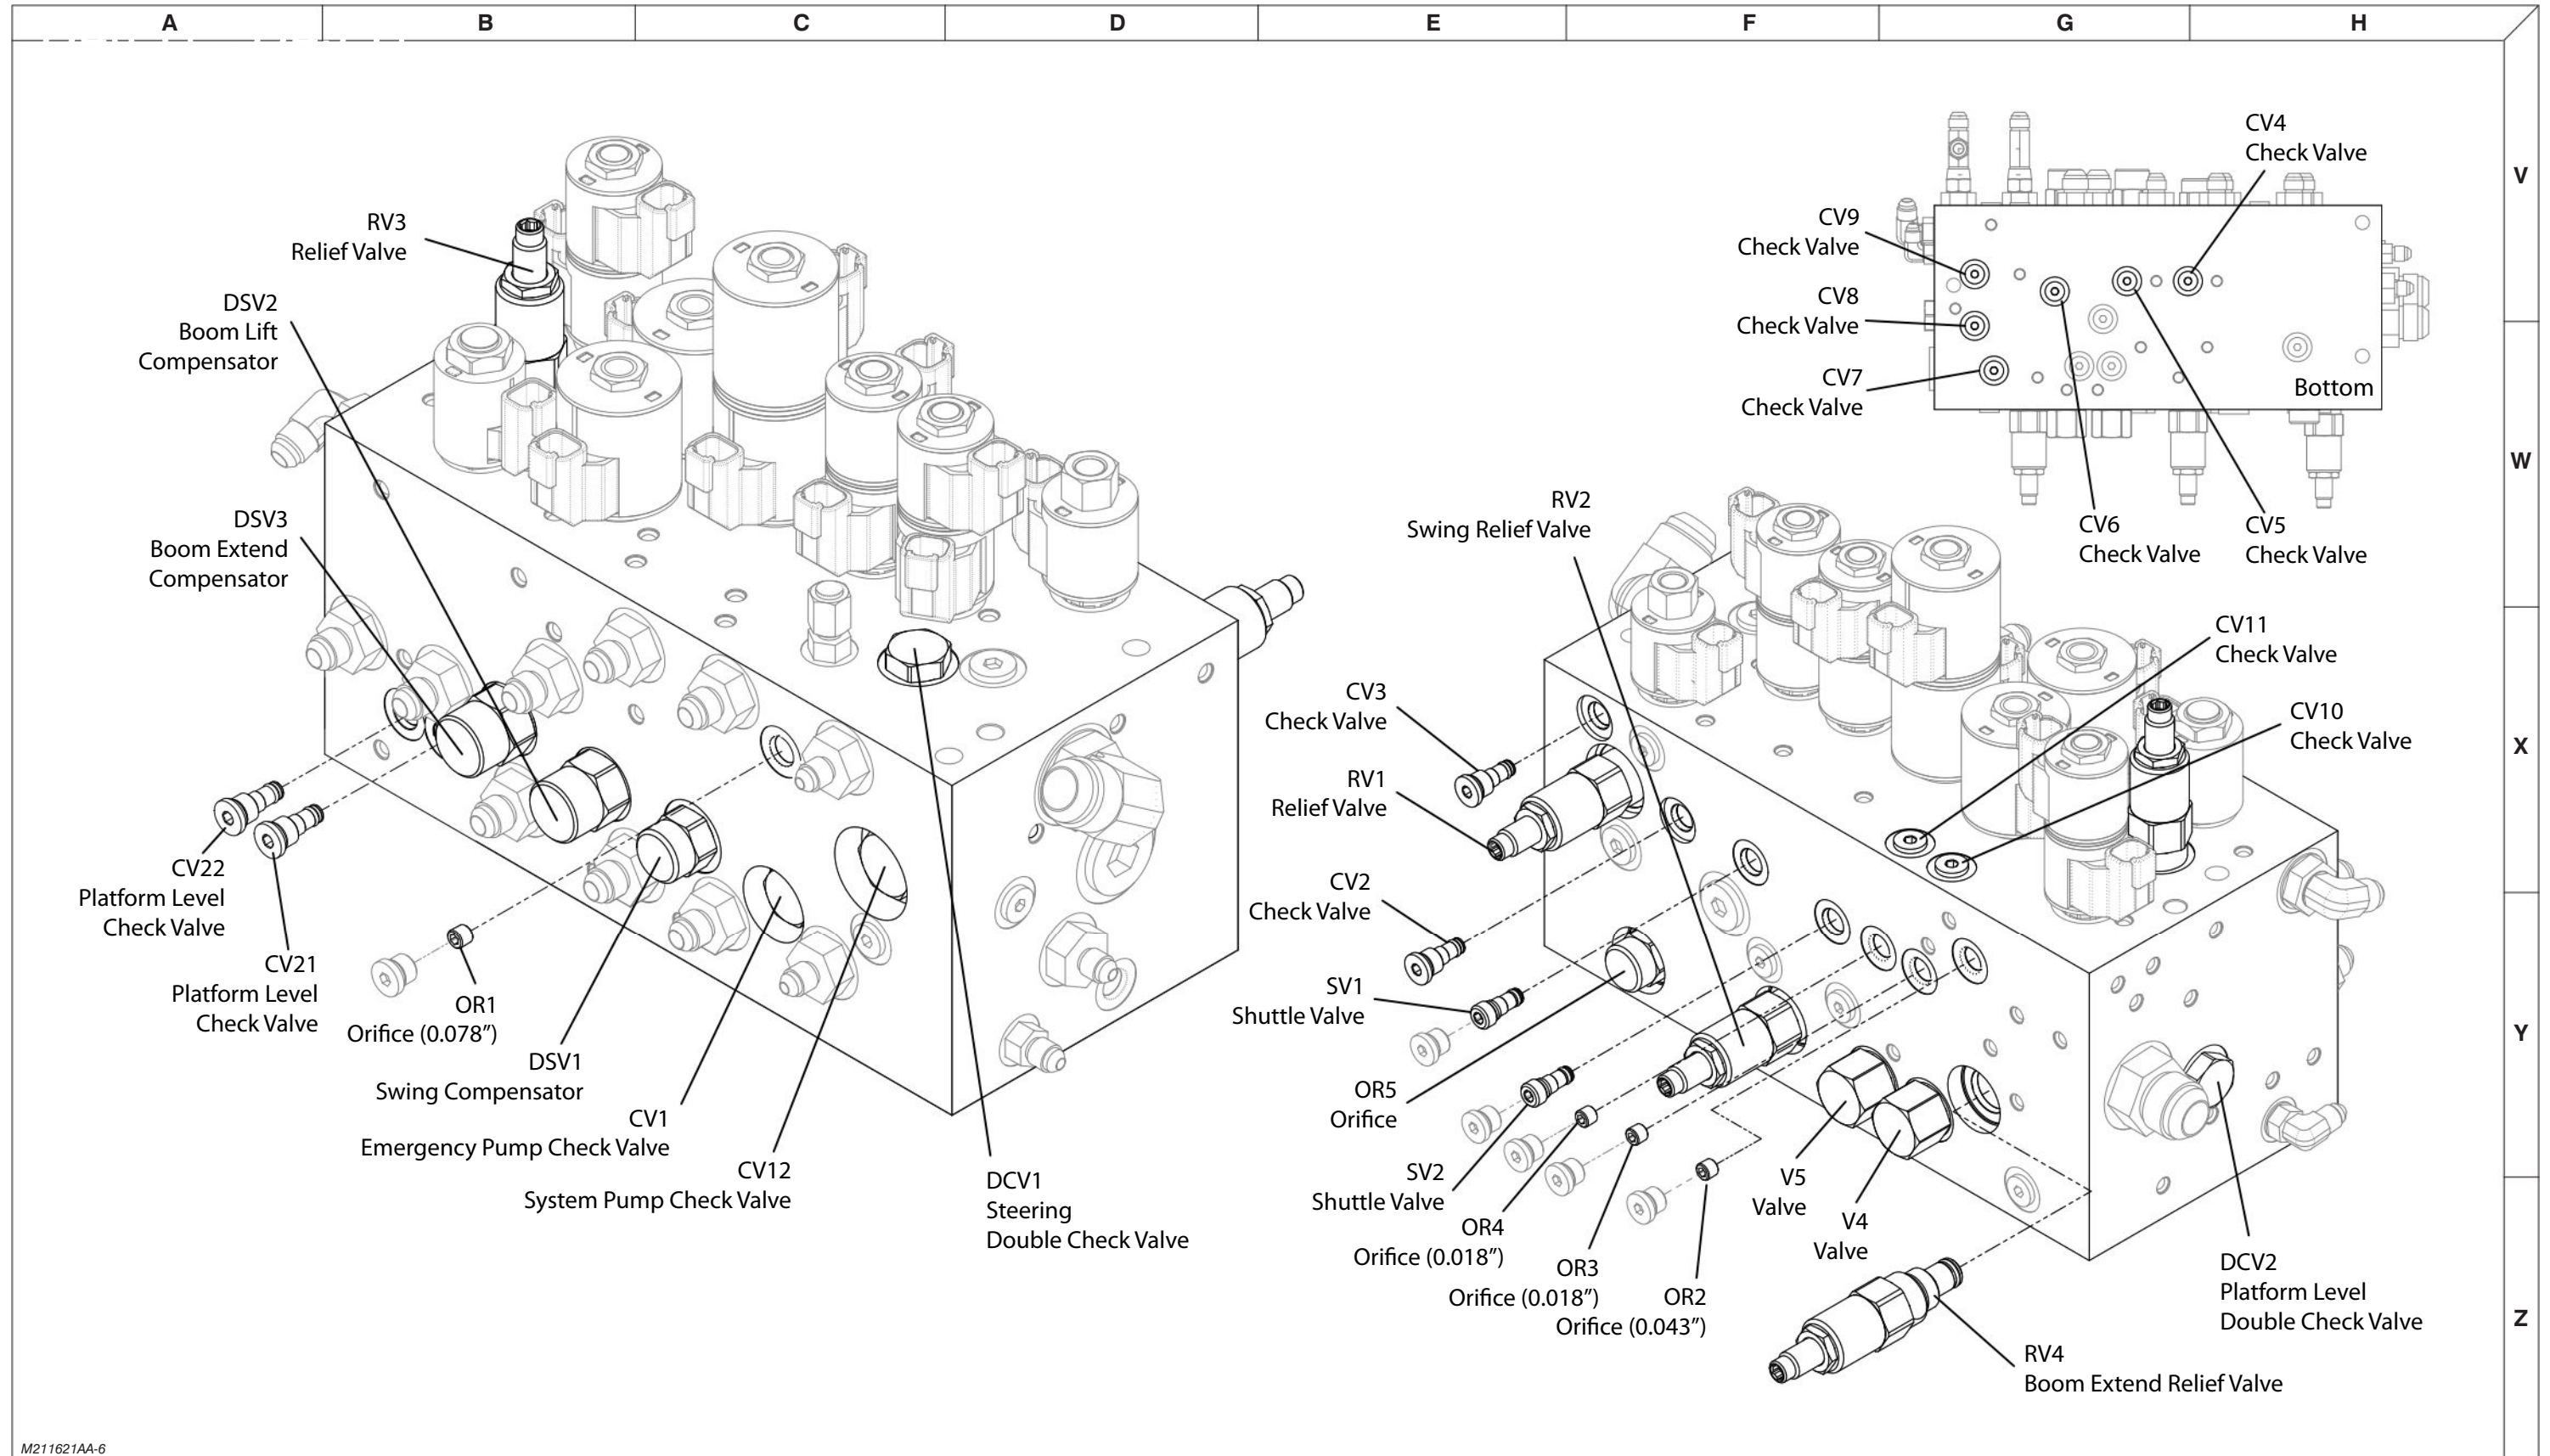 A B C D E F G H
V
W
X
Y
Z
RV3
Relief Valve
DSV2
Boom Lift
Compensator
DSV3
Boom Extend
Compensator
CV22
Platform Level
Check Valve
CV21
Platform Level
Check Valve
OR1
Orifice (0.078”)
DSV1
Swing Compensator
CV1
Emergency Pump Check Valve
CV12
System Pump Check Valve
DCV1
Steering
Double Check Valve
CV4
Check Valve
CV9
Check Valve
CV8
Check Valve
CV7
Check Valve
Bottom
CV6
Check Valve
CV5
Check Valve
RV2
Swing Relief Valve
CV11
Check Valve
CV10
Check Valve
CV3
Check Valve
RV1
Relief Valve
CV2
Check Valve
SV1
Shuttle Valve
OR5
Orifice
SV2
Shuttle Valve
OR4
Orifice (0.018”)
OR3
Orifice (0.018”)
OR2
Orifice (0.043”)
V5
Valve
V4
Valve
DCV2
Platform Level
Double Check Valve
RV4
Boom Extend Relief Valve
M211621AA-6